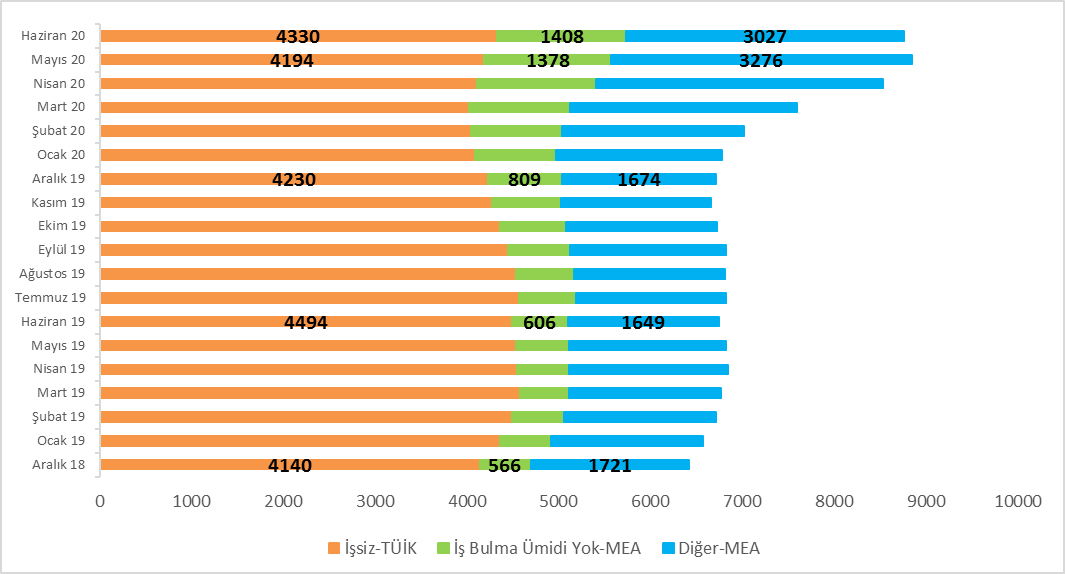 Haziran 20 4330 1408 3027
Mayıs 20 4194 1378 3276
Nisan 20
Mart 20
Şubat 20
Ocak 20
Aralık 19 4230 809 1674
Kasım 19
Ekim 19
Eylül 19
Ağustos 19
Temmuz 19
Haziran 19 4494 606 1649
Mayıs 19
Nisan 19
Mart 19
Şubat 19
Ocak 19
Aralık 18 4140 566 1721
0 1000 2000 3000 4000 5000 6000 7000 8000 9000 10000
İşsiz-TÜİK İş Bulma Ümidi Yok-MEA Diğer-MEA